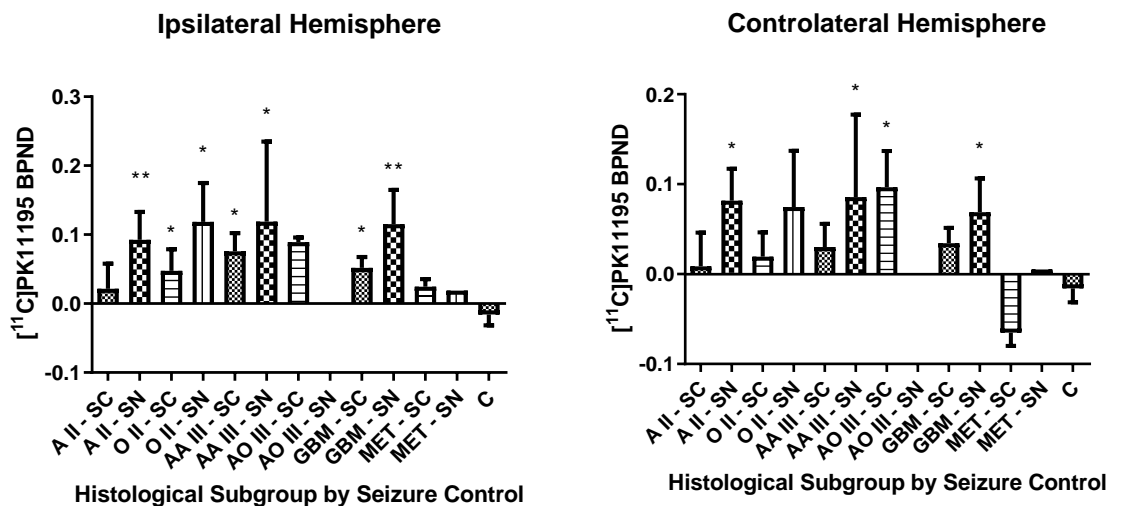 Ipsilateral Hemisphere
[¹¹C]PK11195 BPND
0.3
0.2
0.1
0.0
-0.1
**
*
*
*
*
*
**
A II - SC
A II - SN
O II - SC
O II - SN
AA III - SC
AA III - SN
AO III - SC
AO III - SN
GBM - SC
GBM - SN
MET - SC
MET - SN
C
Histological Subgroup by Seizure Control
Controlateral Hemisphere
[¹¹C]PK11195 BPND
0.2
0.1
0.0
-0.1
*
*
*
*
A II - SC
A II - SN
O II - SC
O II - SN
AA III - SC
AA III - SN
AO III - SC
AO III - SN
GBM - SC
GBM - SN
MET - SC
MET - SN
C
Histological Subgroup by Seizure Control